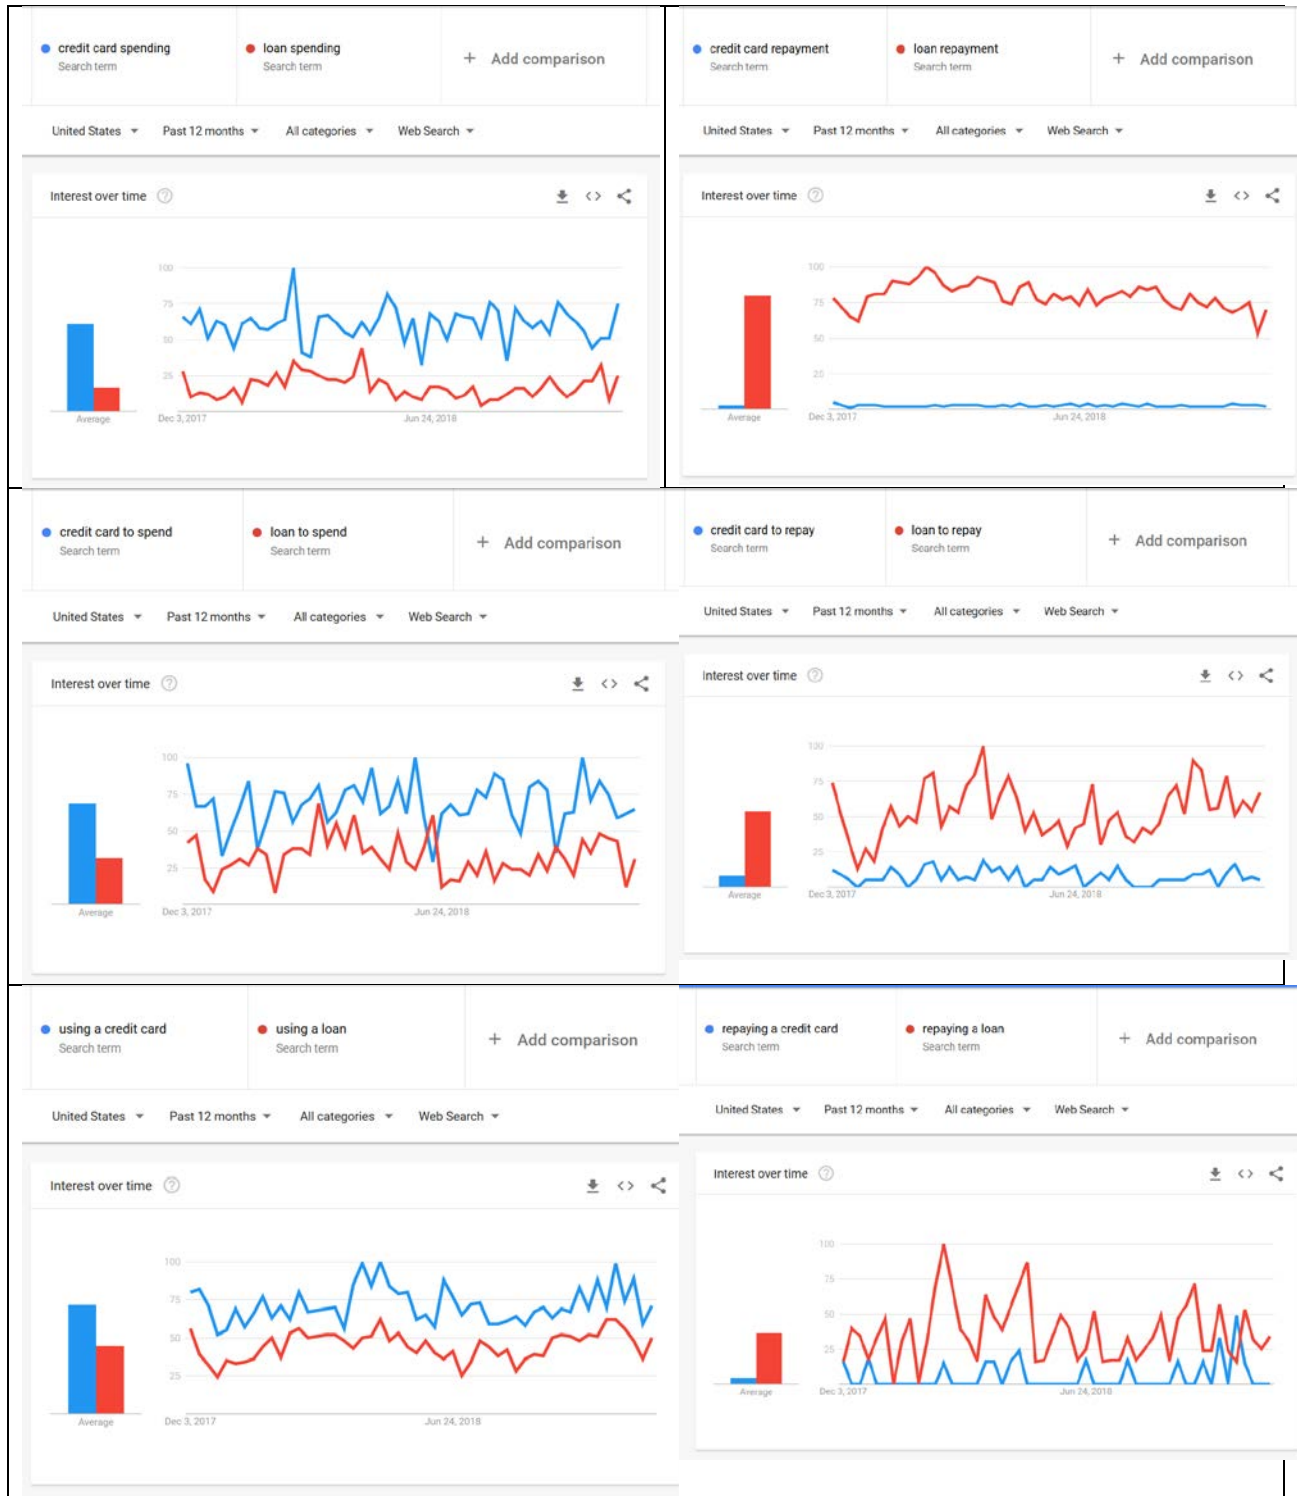 credit card spending
Search term
loan spending
Search term
+ Add comparison
United States Past 12 months All categories Web Search
Interest over time ?
100
75
50
25
Average
Dec 3, 2017
Jun 24, 2018
credit card repayment
Search term
loan repayment
Search term
+ Add comparison
United States Past 12 months All categories Web Search
Interest over time ?
100
75
50
20
Average
Dec 3, 2017
Jun 24, 2018
credit card to spend
Search term
loan to spend
Search term
+ Add comparison
United States Past 12 months All categories Web Search
Interest over time ?
100
75
50
25
Average
Dec 3, 2017
Jun 24, 2018
credit card to repay
Search term
loan to repay
Search term
+ Add comparison
United States Past 12 months All categories Web Search
Interest over time ?
100
75
50
25
Average
Dec 3, 2017
Jun 24, 2018
using a credit card
Search term
using a loan
Search term
+ Add comparison
United States Past 12 months All categories Web Search
Interest over time ?
100
75
50
25
Average
Dec 3, 2017
Jun 24, 2018
repaying a credit card
Search term
repaying a loan
Search term
+ Add comparison
United States Past 12 months All categories Web Search
Interest over time ?
100
75
50
25
Average
Dec 3, 2017
Jun 24, 2018